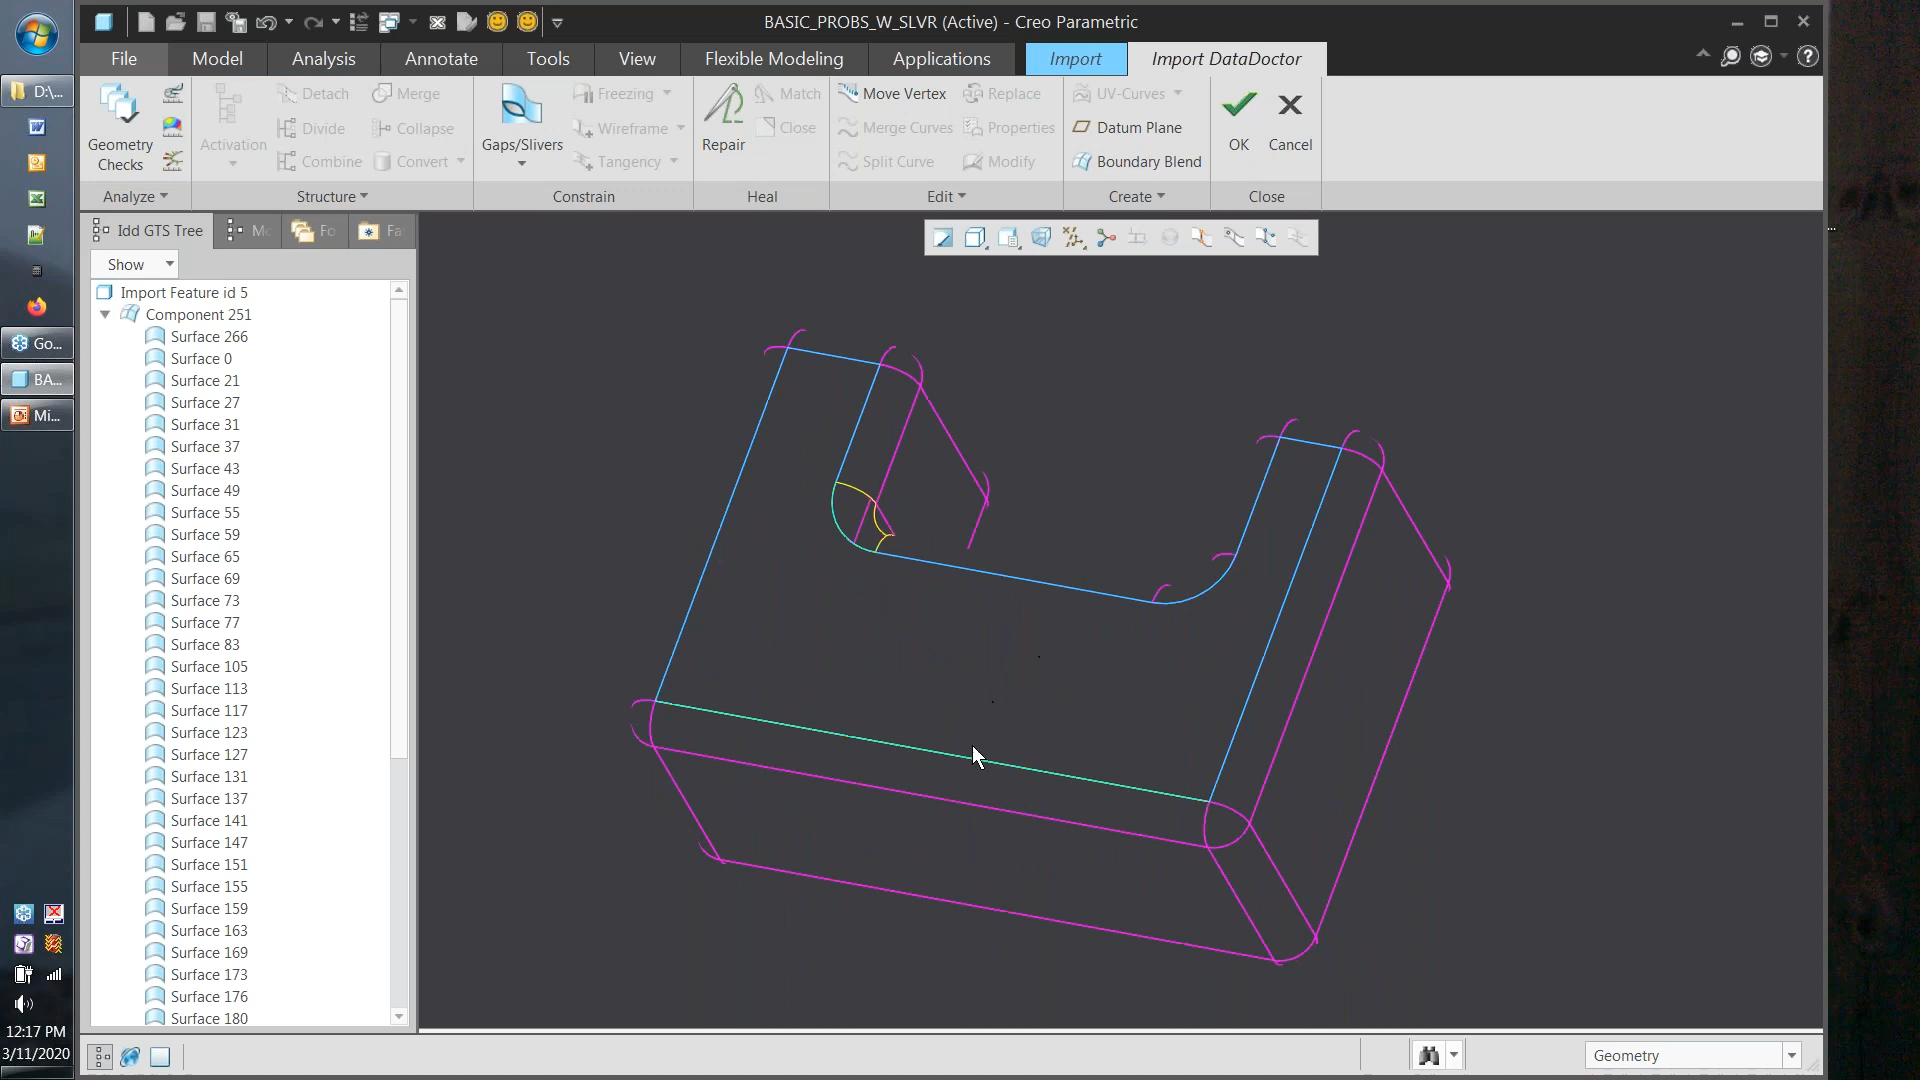 BASIC_PROBS_W_SLVR (Active) - Creo Parametric
File
Model
Analysis
Annotate
Tools
View
Flexible Modeling
Applications
Import
Import DataDoctor
D:\...
Go...
BA...
Mi...
Geometry
Checks
Analyze
Activation
Detach
Divide
Combine
Merge
Collapse
Convert
Structure
Gaps/Slivers
Freezing
Wireframe
Tangency
Constrain
Repair
Match
Close
Heal
Move Vertex
Merge Curves
Split Curve
Replace
Properties
Modify
Edit
UV-Curves
Datum Plane
Boundary Blend
Create
OK
Cancel
Close
Idd GTS Tree
Mo
Fo
Fa
Show
Import Feature id 5
Component 251
Surface 266
Surface 0
Surface 21
Surface 27
Surface 31
Surface 37
Surface 43
Surface 49
Surface 55
Surface 59
Surface 65
Surface 69
Surface 73
Surface 77
Surface 83
Surface 105
Surface 113
Surface 117
Surface 123
Surface 127
Surface 131
Surface 137
Surface 141
Surface 147
Surface 151
Surface 155
Surface 159
Surface 163
Surface 169
Surface 173
Surface 176
Surface 180
Geometry
12:17 PM
3/11/2020